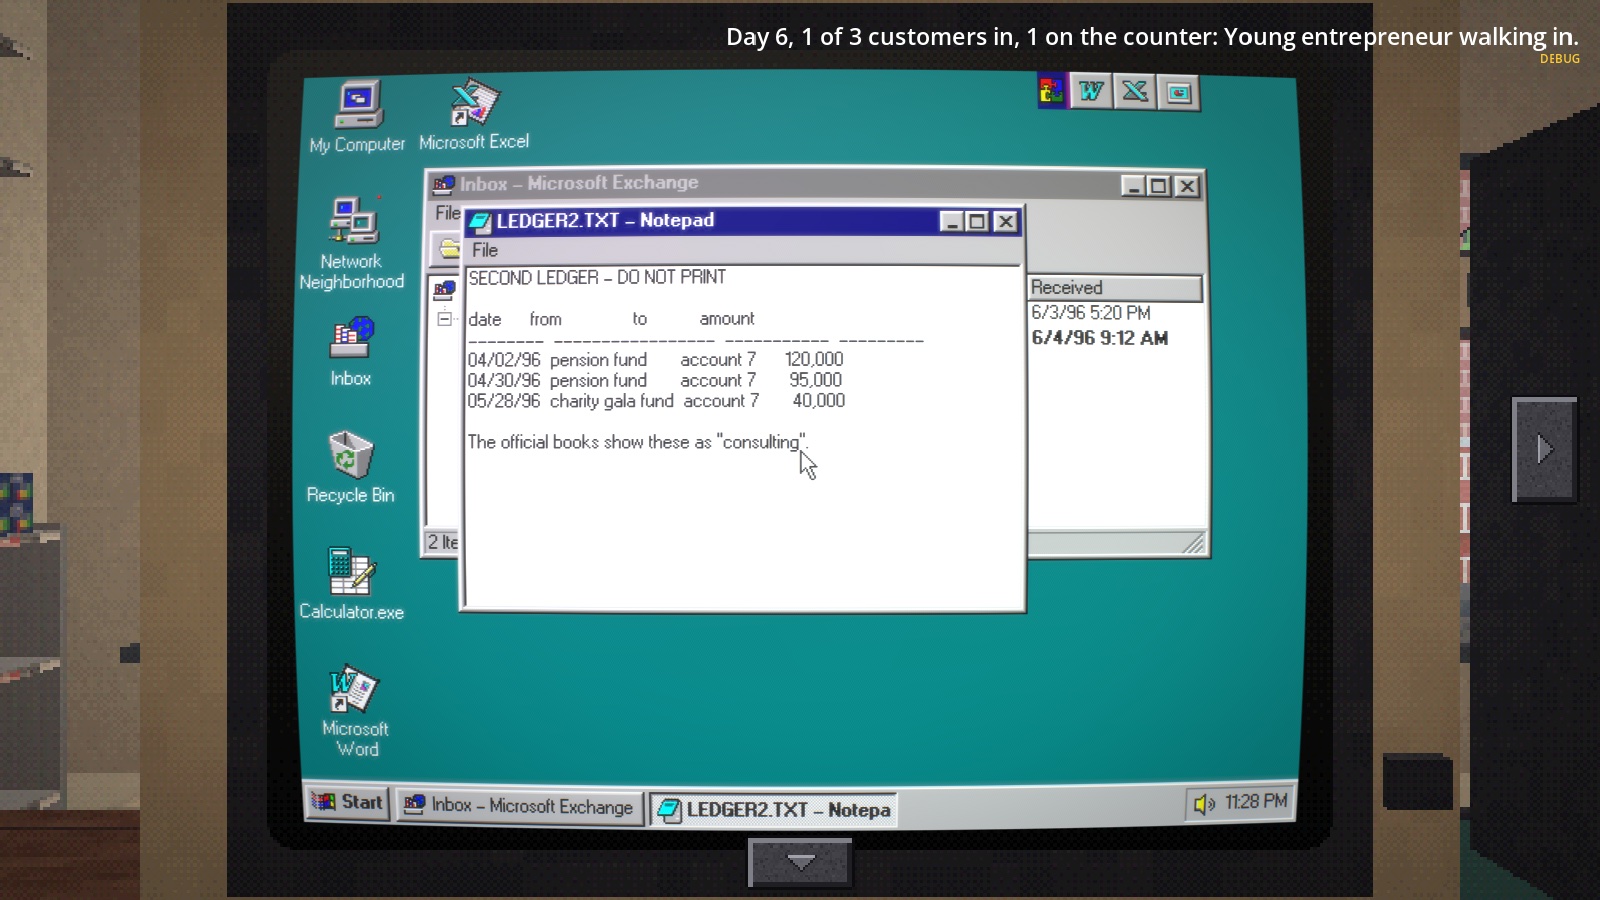 Day 6, 1 of 3 customers in, 1 on the counter: Young entrepreneur walking in.
DEBUG
My Computer
Microsoft Excel
Network
Neighborhood
Inbox
Recycle Bin
Calculator.exe
Microsoft
Word
Inbox – Microsoft Exchange
File
LEDGER2.TXT – Notepad
File
SECOND LEDGER – DO NOT PRINT
date from to amount
-------- ----------------- ----------- ---------
04/02/96 pension fund account 7 120,000
04/30/96 pension fund account 7 95,000
05/28/96 charity gala fund account 7 40,000
The official books show these as "consulting".
Received
6/3/96 5:20 PM
6/4/96 9:12 AM
2 Ite
Start
Inbox – Microsoft Exchange
LEDGER2.TXT – Notepa
11:28 PM